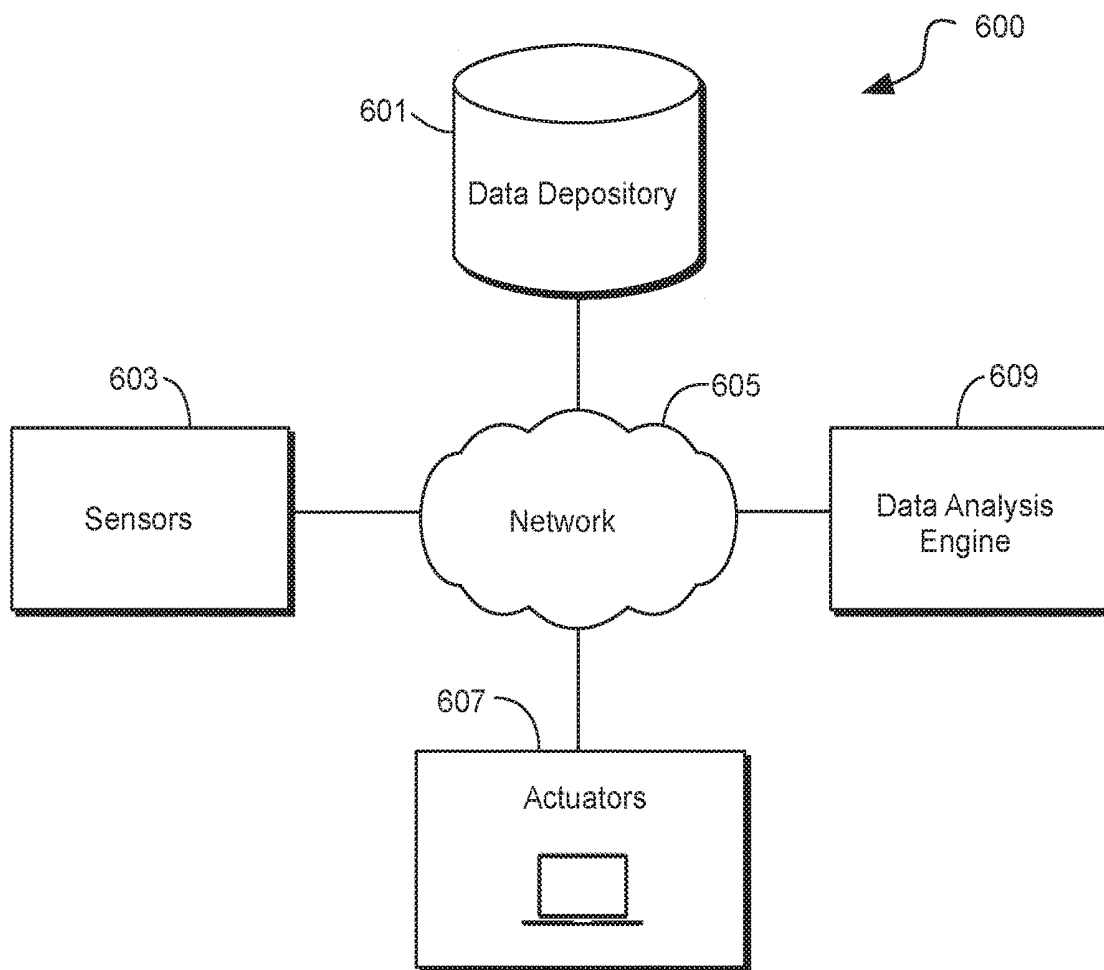 600
601
Data Depository
603
605
609
Sensors
Network
Data Analysis
Engine
607
Actuators